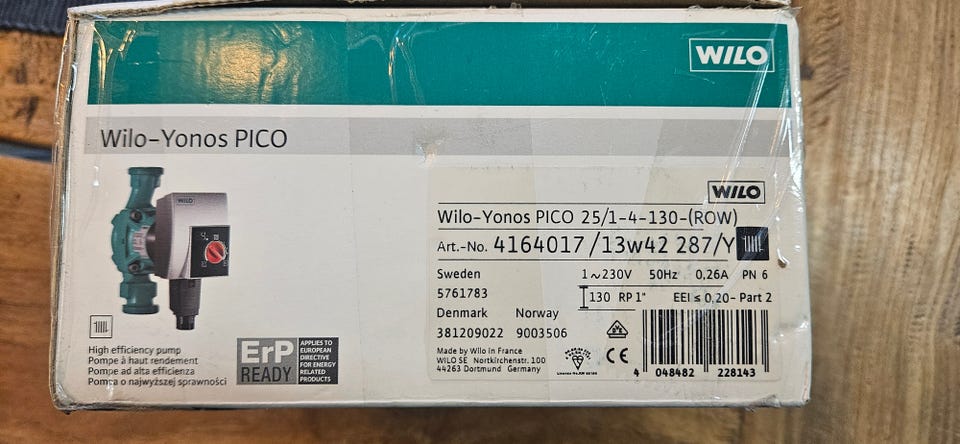 WILO
Wilo-Yonos PICO
WILO
High efficiency pump
Pompe à haut rendement
Pompe ad alta efficienza
Pompa o najwyższej sprawności
ErP
READY
APPLIES TO
EUROPEAN
DIRECTIVE
FOR ENERGY
RELATED
PRODUCTS
WILO
Wilo-Yonos PICO 25/1-4-130-(ROW)
Art.-No. 4164017/13w42 287/Y
Sweden 1~230V 50Hz 0,26A PN 6
5761783 130 RP 1" EEI ≤ 0,20- Part 2
Denmark Norway
381209022 9003506
Made by Wilo in France
WILO SE Nortkirchenstr. 100
44263 Dortmund Germany
CE
4 048482 228143